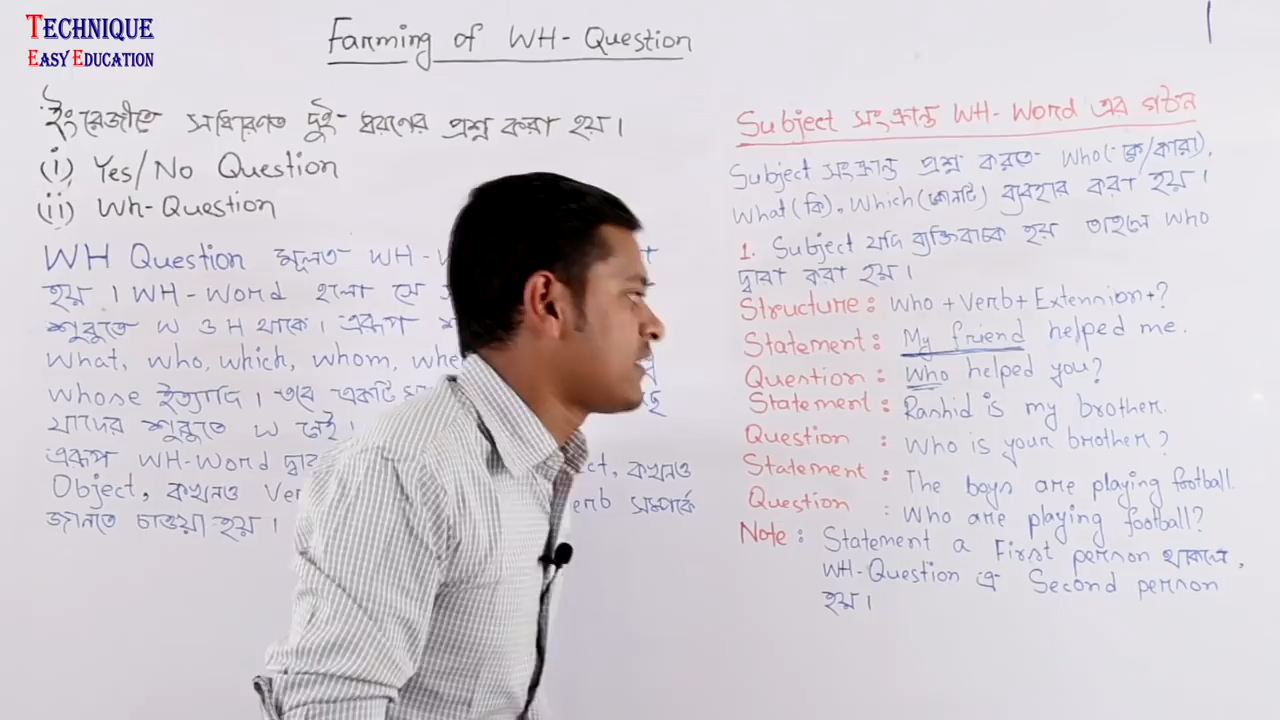 TECHNIQUE
EASY EDUCATION
Farming of WH-Question
ইংরেজীতে সাধারণত দুই ধরণের প্রশ্ন করা হয়।
(i) Yes/No Question
(ii) Wh-Question
WH Question মূলত WH-
হয়। WH-Word হলো সে
শুরুতে W ও H থাকে। এরূপ
What, who, which, whom,
whose ইত্যাদি। তবে একটি
যাদের শুরুতে W নেই।
এরূপ WH-Word
Object, কখনও
জানতে চাওয়া হয়।
কখনও
সম্পর্কে
Subject সংক্রান্ত WH-Word এর গঠন
Subject সংক্রান্ত প্রশ্ন করতে Who (কে/কারা),
What (কি), Which (কোনটি) ব্যবহার করা হয়।
1. Subject যদি ব্যক্তিবাচক হয় তাহলে Who
দ্বারা করা হয়।
Structure: Who + Verb + Extennion + ?
Statement: My friend helped me.
Question: Who helped you?
Statement: Rashid is my brother.
Question: Who is your brother?
Statement: The boys are playing football.
Question: Who are playing football?
Note: Statement a First person থাকলে,
WH-Question এ Second person
হয়।